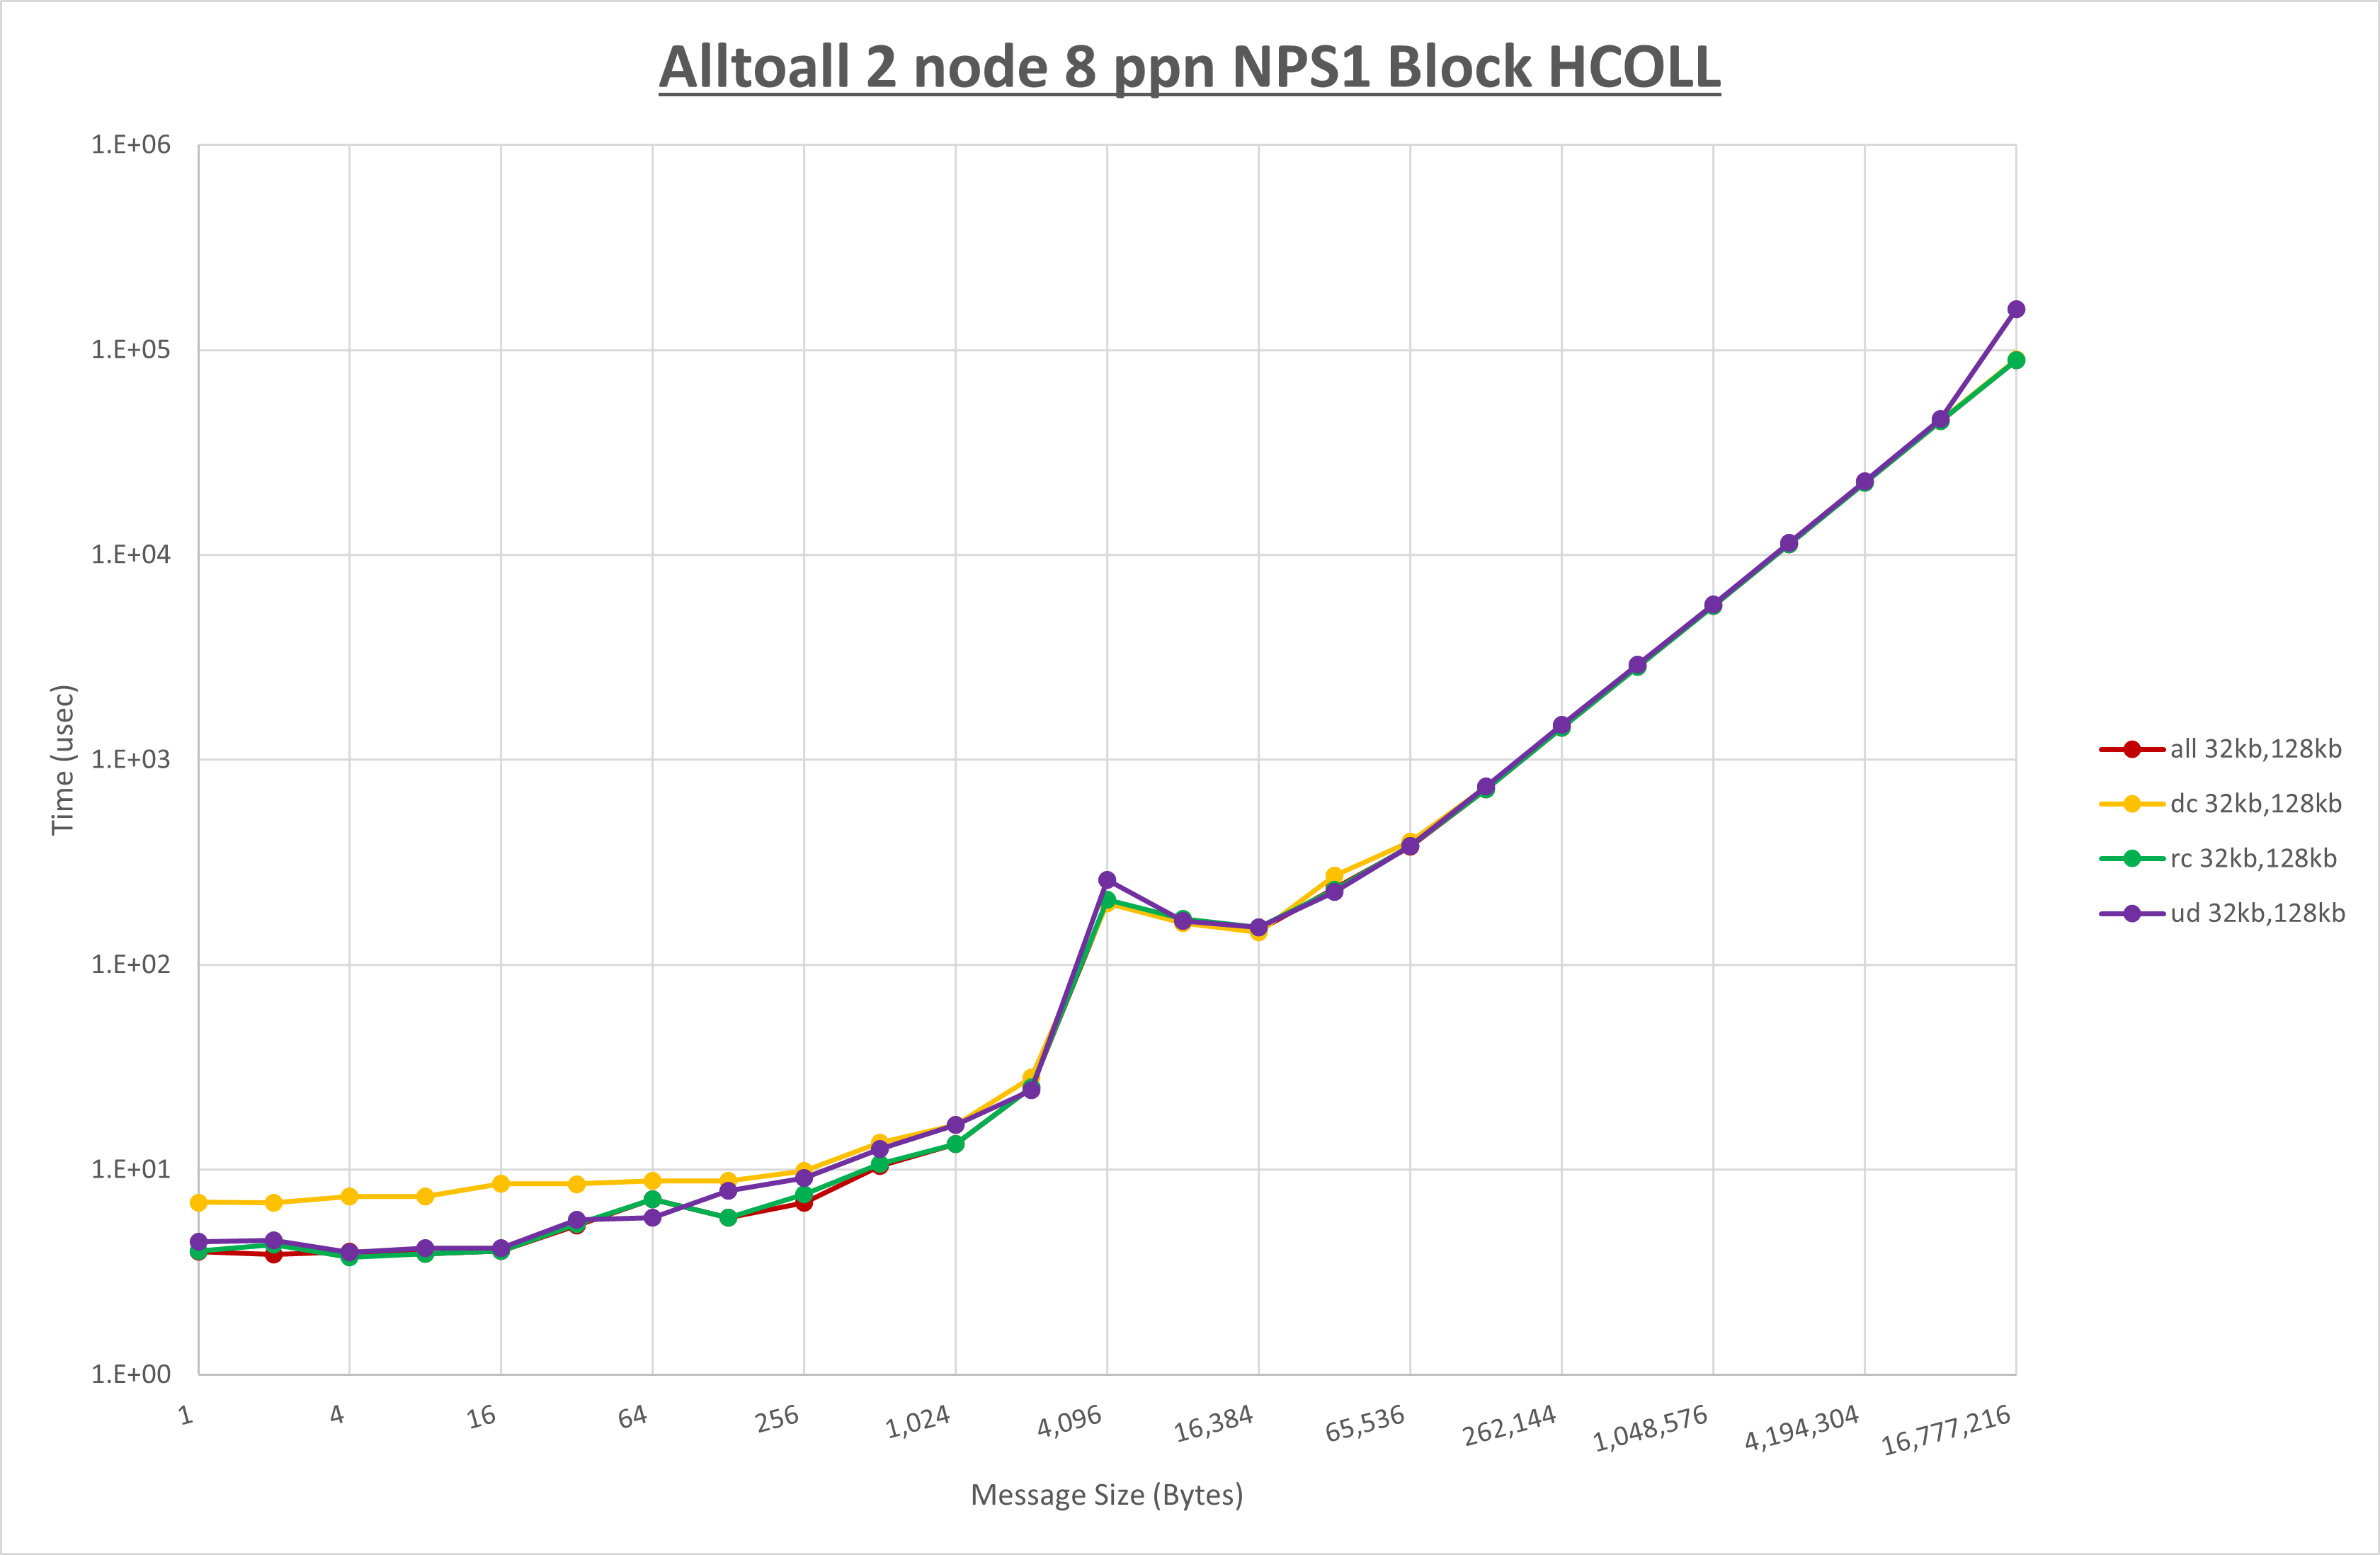 Alltoall 2 node 8 ppn NPS1 Block HCOLL
1.E+06
1.E+05
1.E+04
1.E+03
1.E+02
1.E+01
1.E+00
Time (usec)
1
4
16
64
256
1,024
4,096
16,384
65,536
262,144
1,048,576
4,194,304
16,777,216
Message Size (Bytes)
all 32kb,128kb
dc 32kb,128kb
rc 32kb,128kb
ud 32kb,128kb